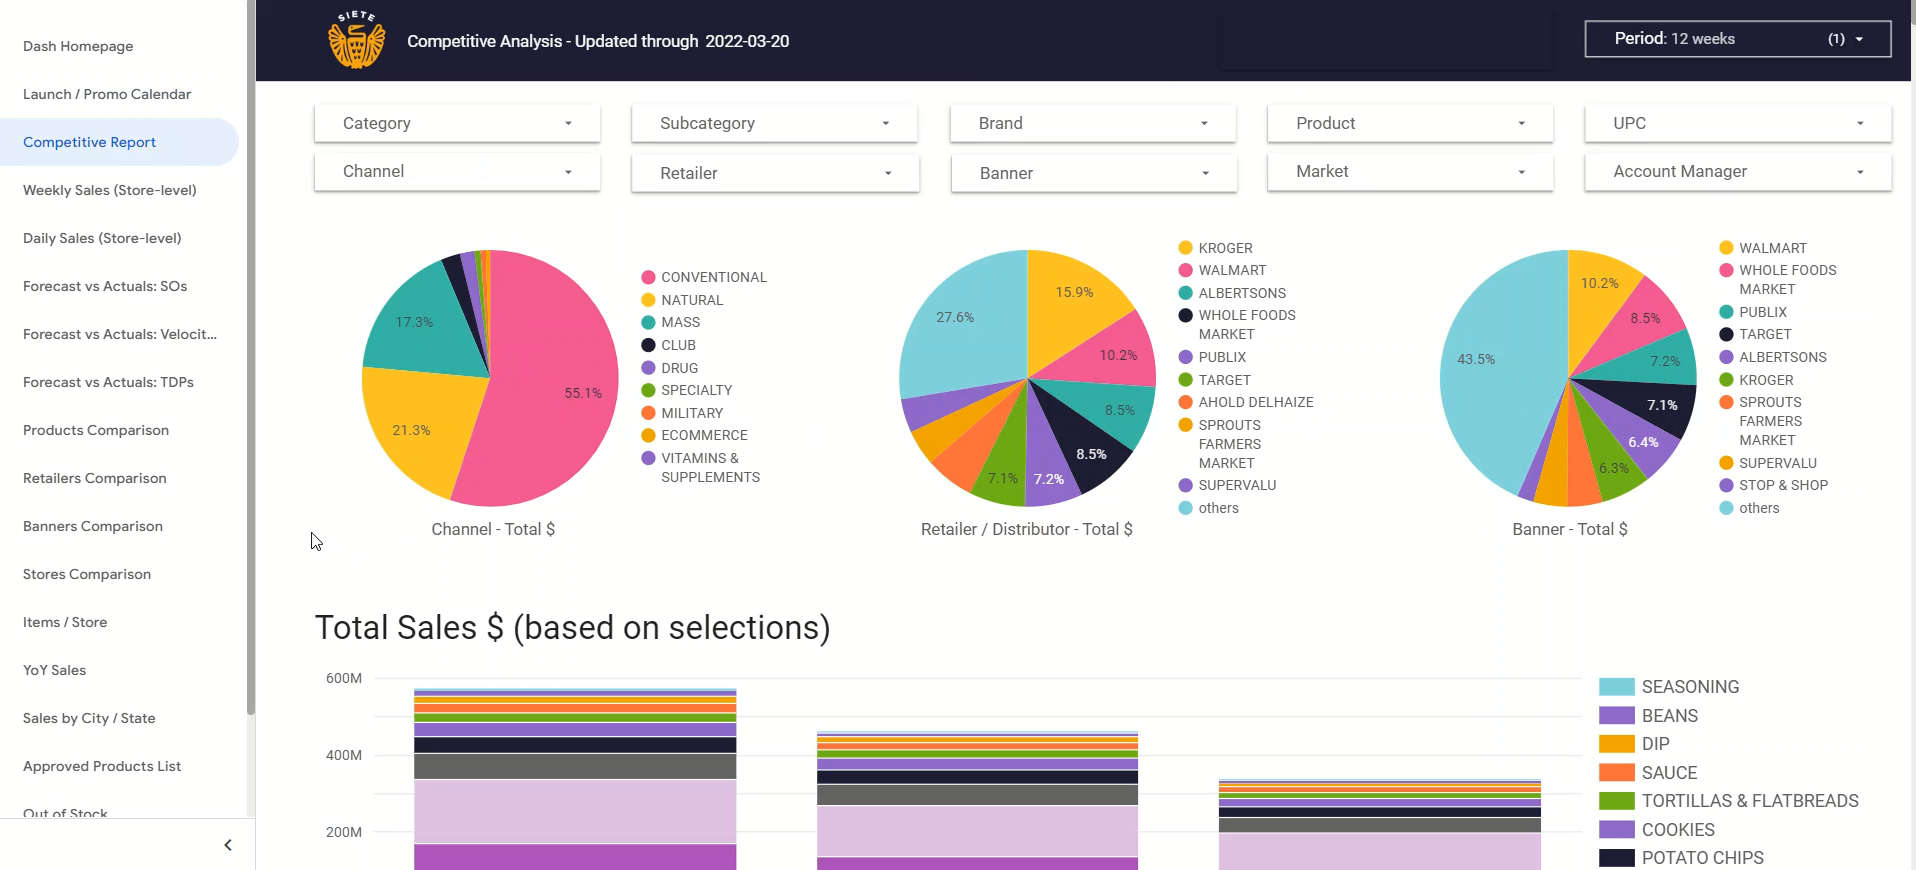 Dash Homepage
Launch / Promo Calendar
Competitive Report
Weekly Sales (Store-level)
Daily Sales (Store-level)
Forecast vs Actuals: SOs
Forecast vs Actuals: Velocit...
Forecast vs Actuals: TDPs
Products Comparison
Retailers Comparison
Banners Comparison
Stores Comparison
Items / Store
YoY Sales
Sales by City / State
Approved Products List
Out of Stock
SIETE
Competitive Analysis - Updated through 2022-03-20
Period: 12 weeks (1)
Category Subcategory Brand Product UPC
Channel Retailer Banner Market Account Manager
55.1%
21.3%
17.3%
CONVENTIONAL
NATURAL
MASS
CLUB
DRUG
SPECIALTY
MILITARY
ECOMMERCE
VITAMINS &
SUPPLEMENTS
Channel - Total $
15.9%
10.2%
8.5%
8.5%
7.2%
7.1%
27.6%
KROGER
WALMART
ALBERTSONS
WHOLE FOODS
MARKET
PUBLIX
TARGET
AHOLD DELHAIZE
SPROUTS
FARMERS
MARKET
SUPERVALU
others
Retailer / Distributor - Total $
10.2%
8.5%
7.2%
7.1%
6.4%
6.3%
43.5%
WALMART
WHOLE FOODS
MARKET
PUBLIX
TARGET
ALBERTSONS
KROGER
SPROUTS
FARMERS
MARKET
SUPERVALU
STOP & SHOP
others
Banner - Total $
Total Sales $ (based on selections)
600M
400M
200M
SEASONING
BEANS
DIP
SAUCE
TORTILLAS & FLATBREADS
COOKIES
POTATO CHIPS